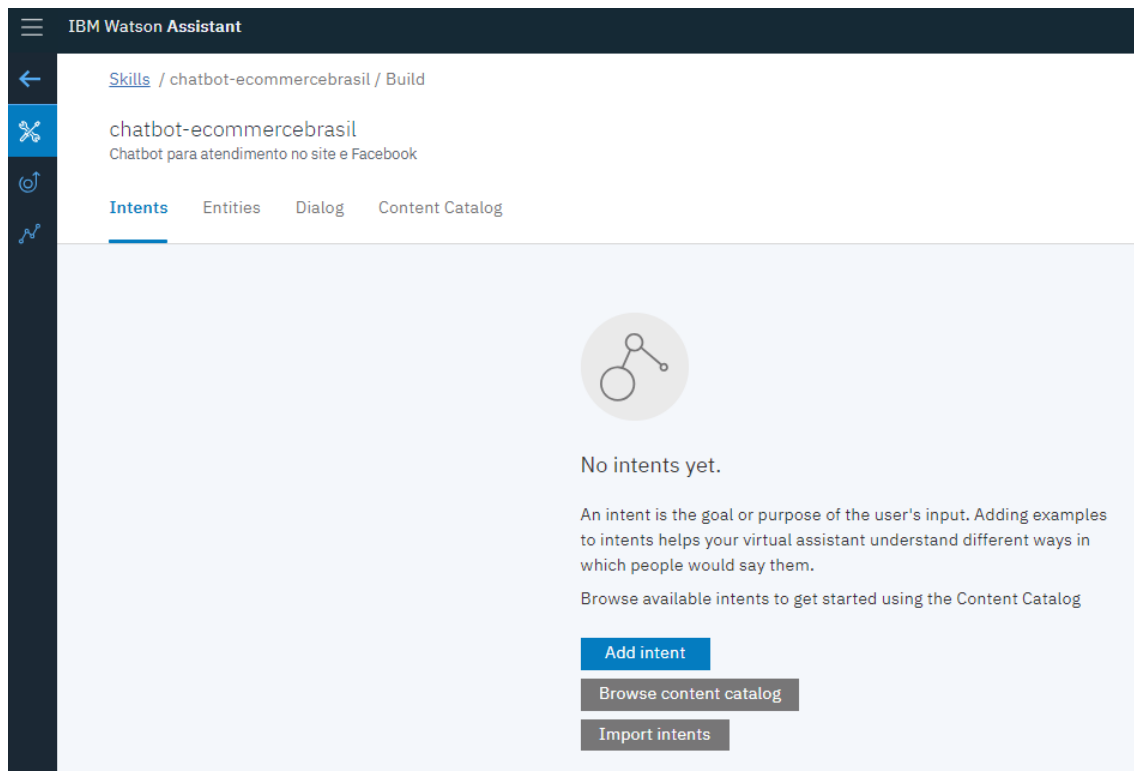 IBM Watson Assistant
Skills / chatbot-ecommercebrasil / Build
chatbot-ecommercebrasil
Chatbot para atendimento no site e Facebook
Intents Entities Dialog Content Catalog
No intents yet.
An intent is the goal or purpose of the user's input. Adding examples
to intents helps your virtual assistant understand different ways in
which people would say them.
Browse available intents to get started using the Content Catalog
Add intent
Browse content catalog
Import intents